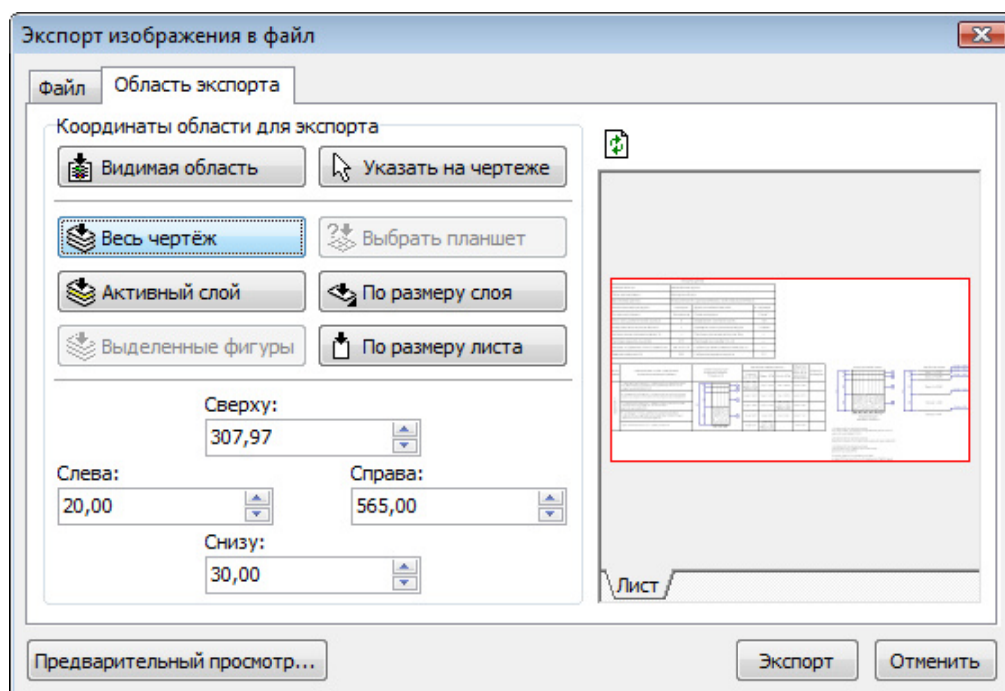 Экспорт изображения в файл
Файл
Область экспорта
Координаты области для экспорта
Видимая область
Указать на чертеже
Весь чертёж
Выбрать планшет
Активный слой
По размеру слоя
Выделенные фигуры
По размеру листа
Сверху:
307,97
Слева:
Справа:
20,00
565,00
Снизу:
30,00
Лист
Предварительный просмотр...
Экспорт
Отменить